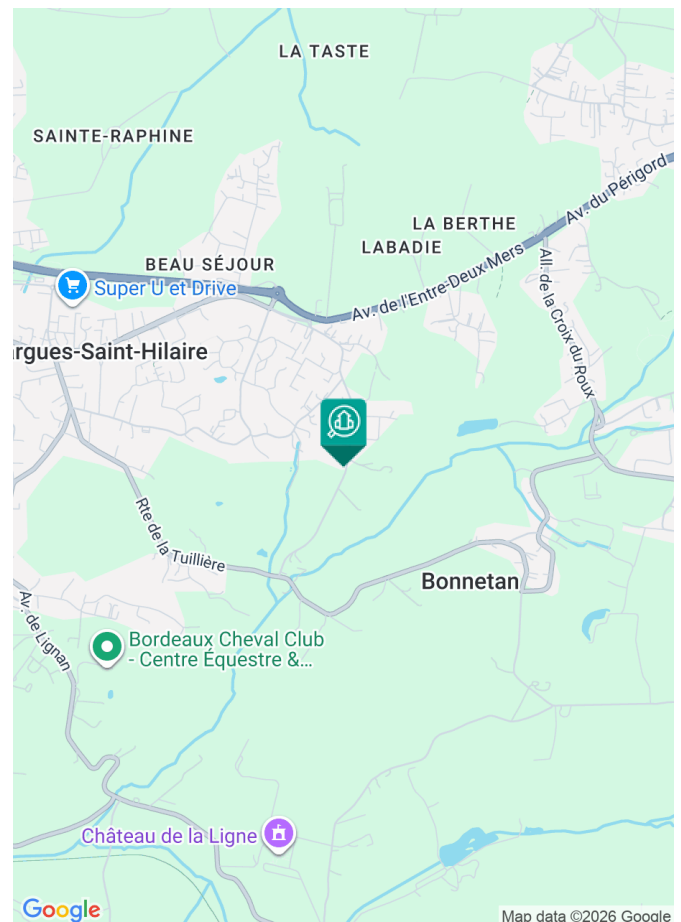 LA TASTE
SAINTE-RAPHINE
Av. du Périgord
LA BERTHE
LABADIE
BEAU SÉJOUR
Av. de l'Entre-Deux Mers
All. de la Croix du Roux
Super U et Drive
rgues-Saint-Hilaire
Rte de la Tuillière
Bonnetan
Av. de Lignan
Bordeaux Cheval Club
- Centre Équestre &...
Château de la Ligne
Google
Map data ©2026 Google